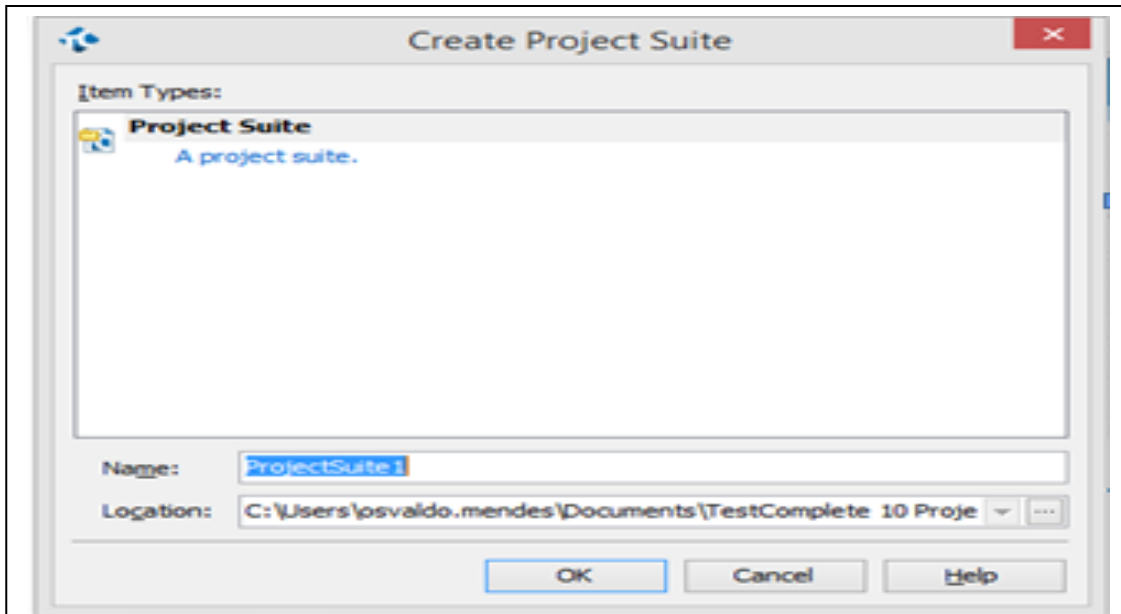 Create Project Suite
Item Types:
Project Suite
A project suite.
Name: ProjectSuite1
Location: C:\Users\osvaldo.mendes\Documents\TestComplete 10 Proje
OK Cancel Help